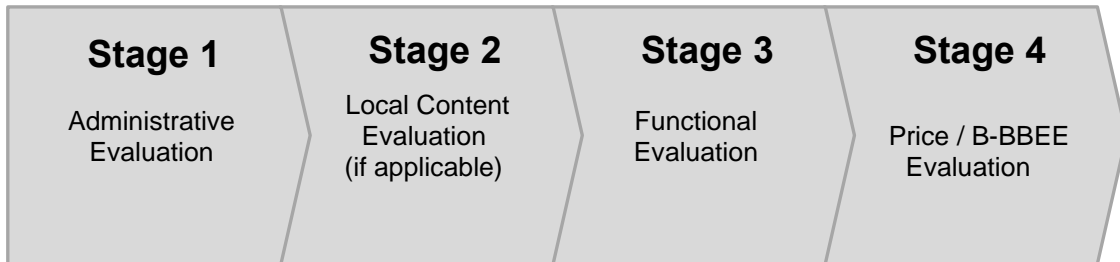 Stage 1
Administrative
Evaluation
Stage 2
Local Content
Evaluation
(if applicable)
Stage 3
Functional
Evaluation
Stage 4
Price / B-BBEE
Evaluation